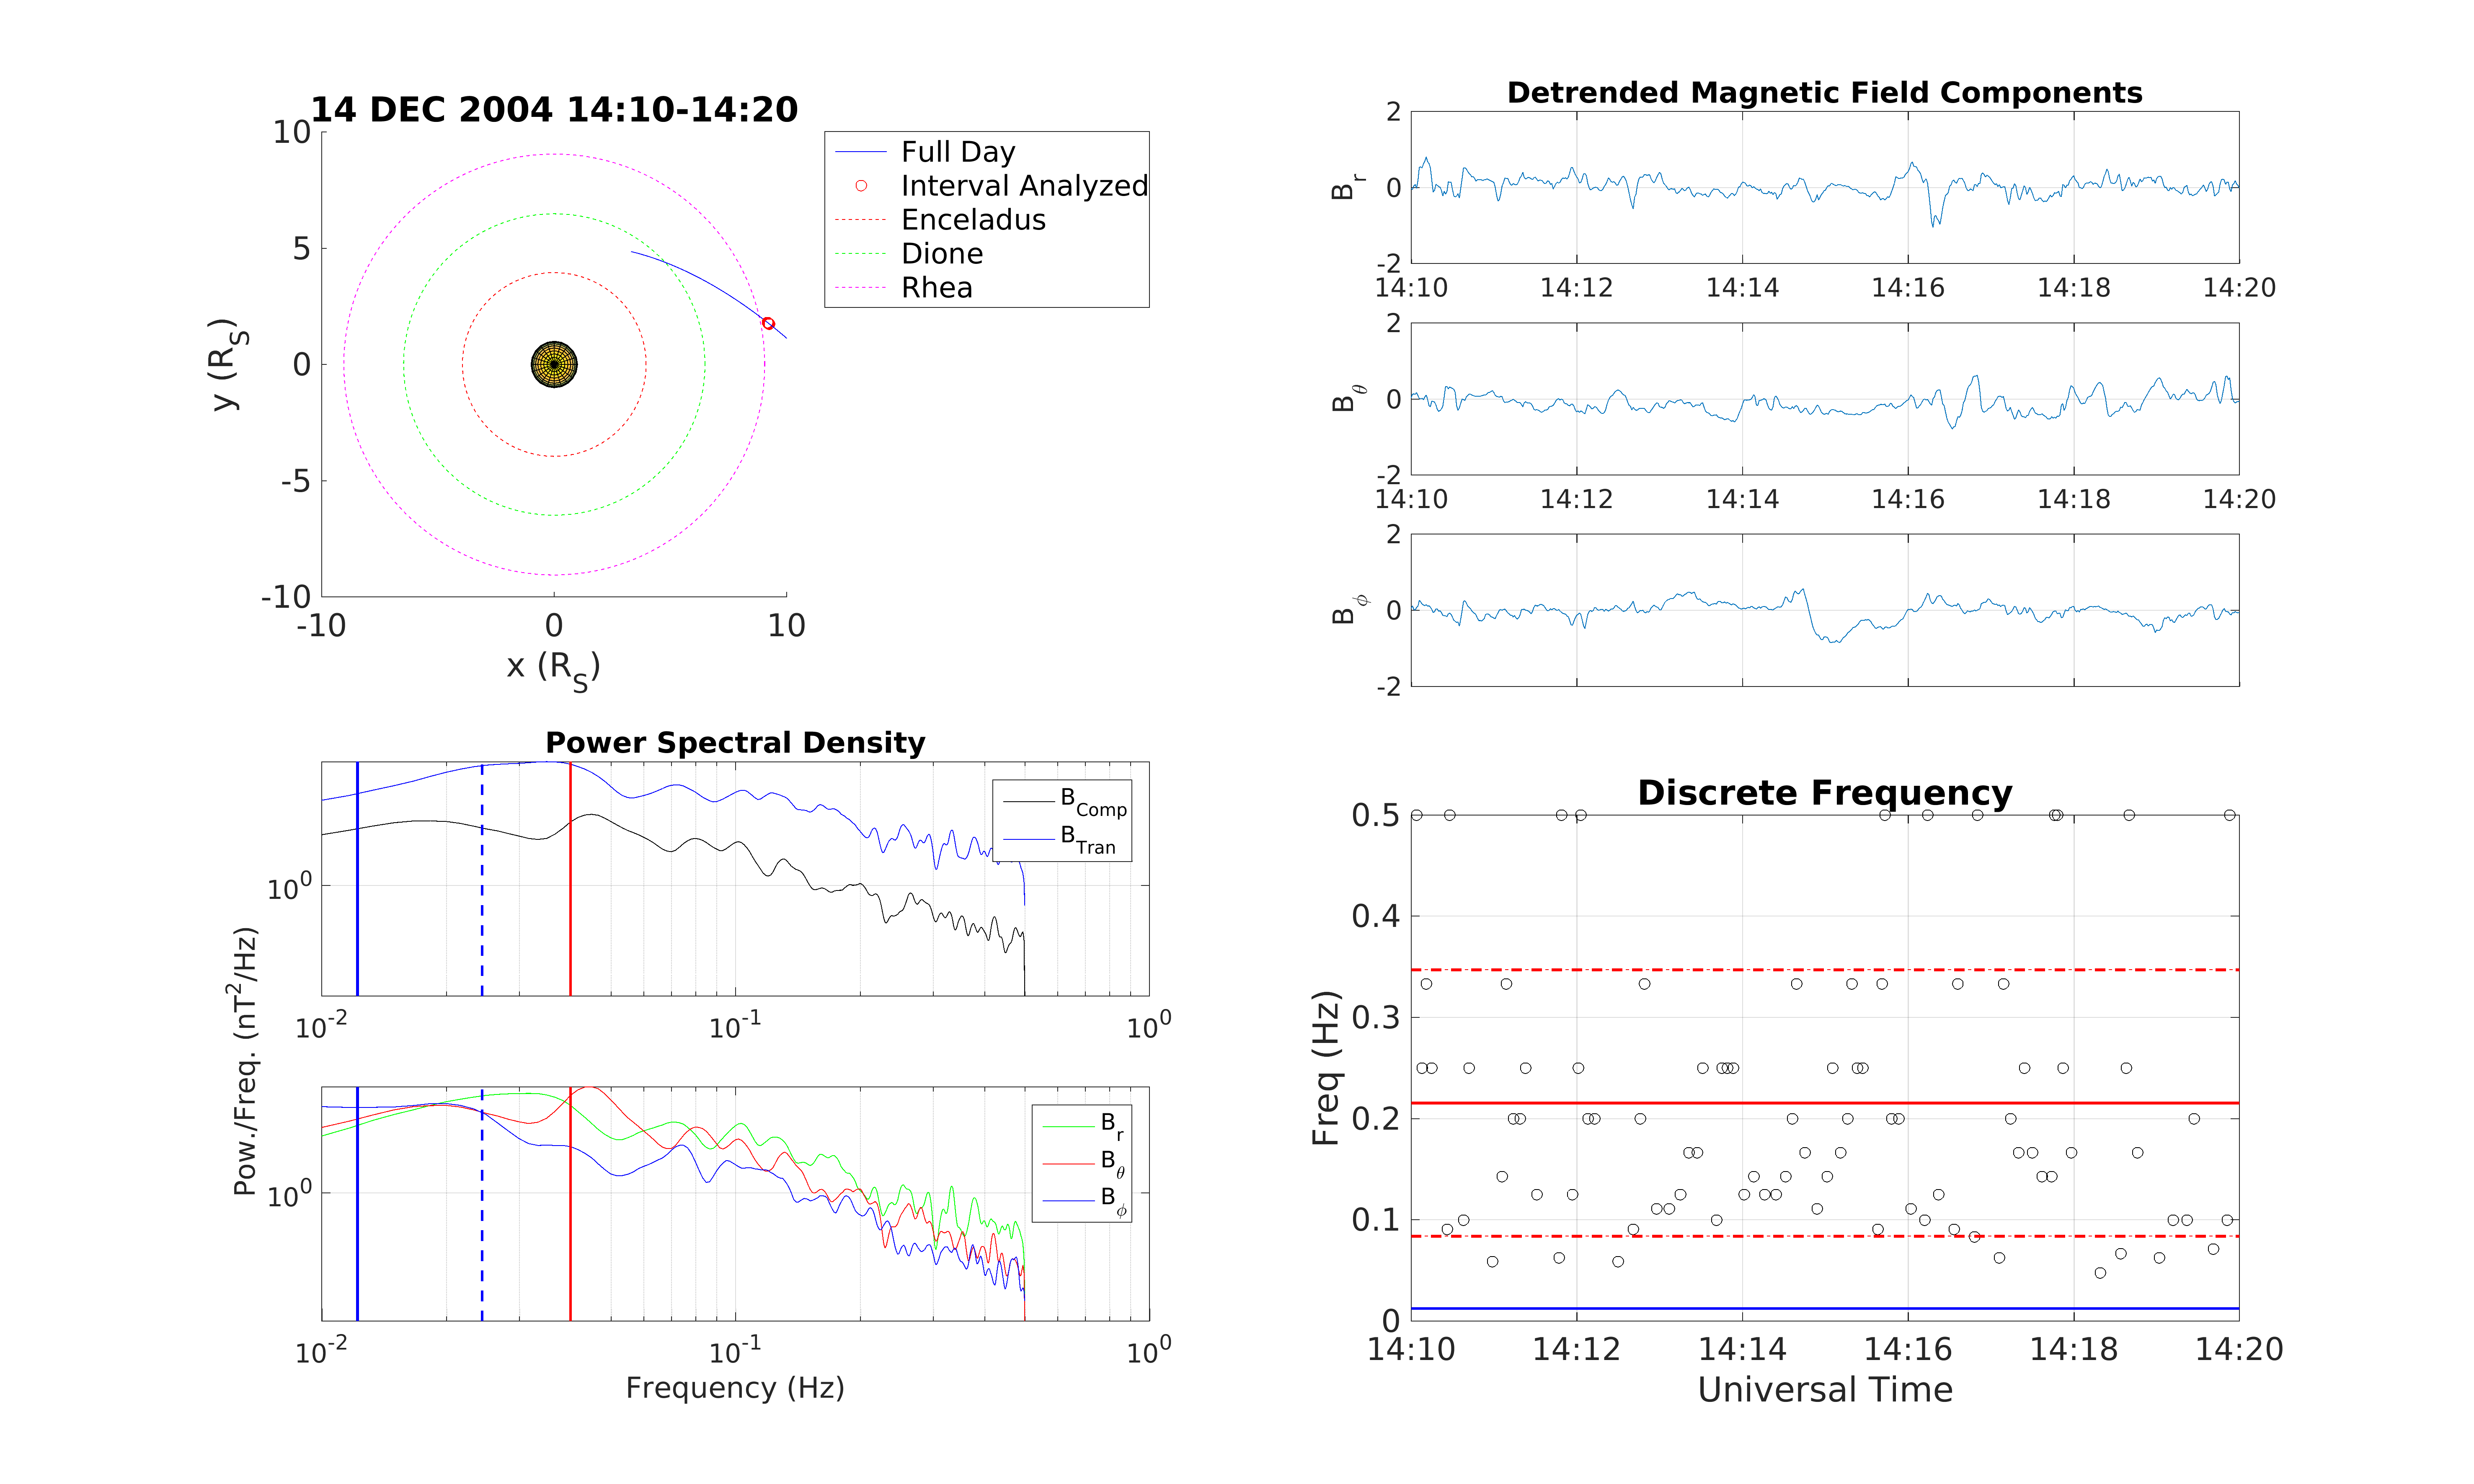 14 DEC 2004 14:10-14:20
10
5
0
-5
-10
-10
0
10
x (R_S)
y (R_S)
Full Day
Interval Analyzed
Enceladus
Dione
Rhea
Detrended Magnetic Field Components
2
0
-2
B_r
14:10 14:12 14:14 14:16 14:18 14:20
2
0
-2
B_θ
14:10 14:12 14:14 14:16 14:18 14:20
2
0
-2
B_ϕ
Power Spectral Density
10^0
B_Comp
B_Tran
10^-2 10^-1 10^0
Pow./Freq. (nT^2/Hz)
10^0
B_r
B_θ
B_ϕ
10^-2 10^-1 10^0
Frequency (Hz)
Discrete Frequency
0.5
0.4
0.3
0.2
0.1
0
Freq (Hz)
14:10 14:12 14:14 14:16 14:18 14:20
Universal Time